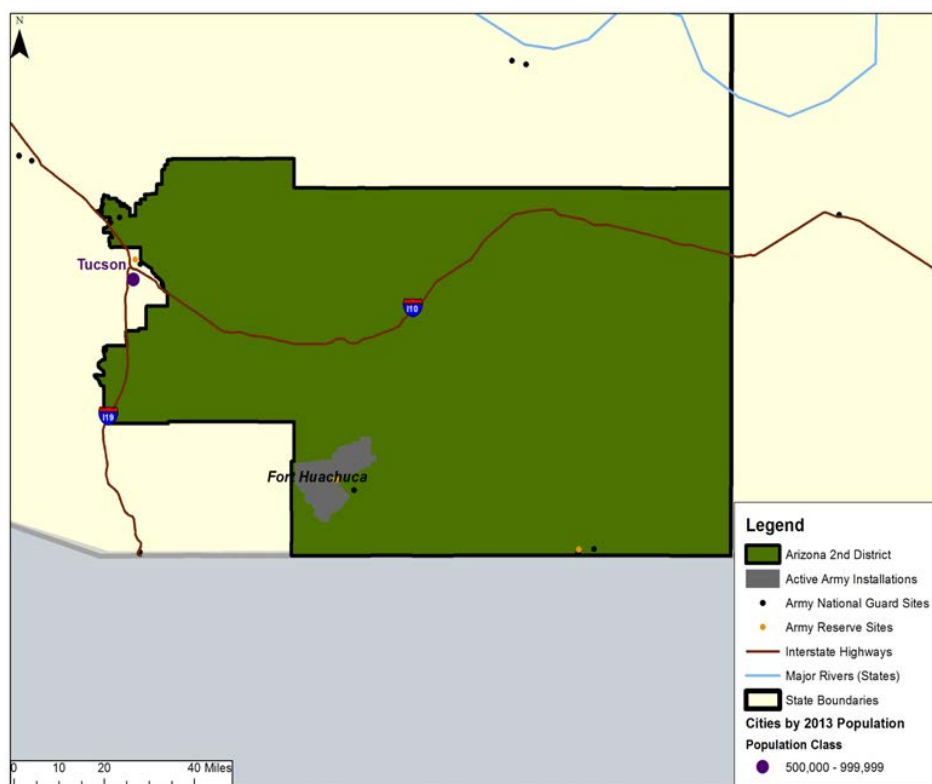 N
Tucson
I10
I19
Fort Huachuca
Legend
Arizona 2nd District
Active Army Installations
Army National Guard Sites
Army Reserve Sites
Interstate Highways
Major Rivers (States)
State Boundaries
Cities by 2013 Population
Population Class
500,000 - 999,999
0 10 20 40 Miles